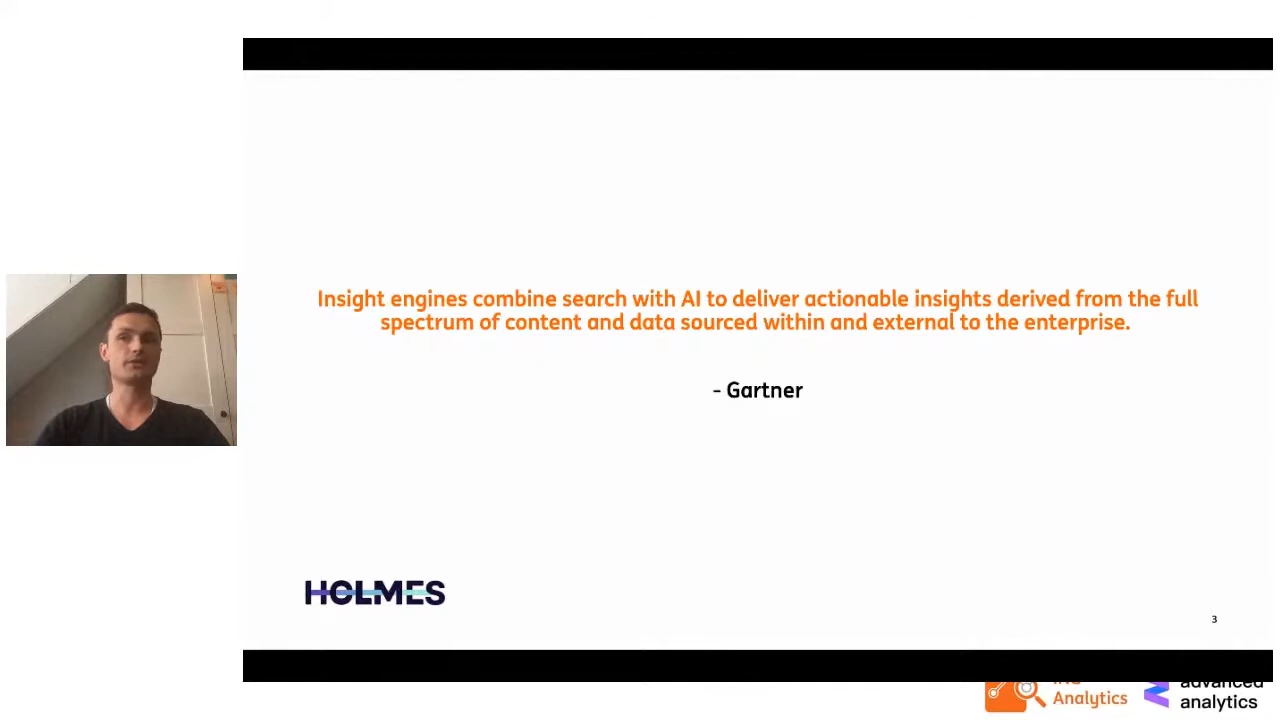 Insight engines combine search with AI to deliver actionable insights derived from the full
spectrum of content and data sourced within and external to the enterprise.
- Gartner
HOLMES
3
ING
Analytics
advanced
analytics